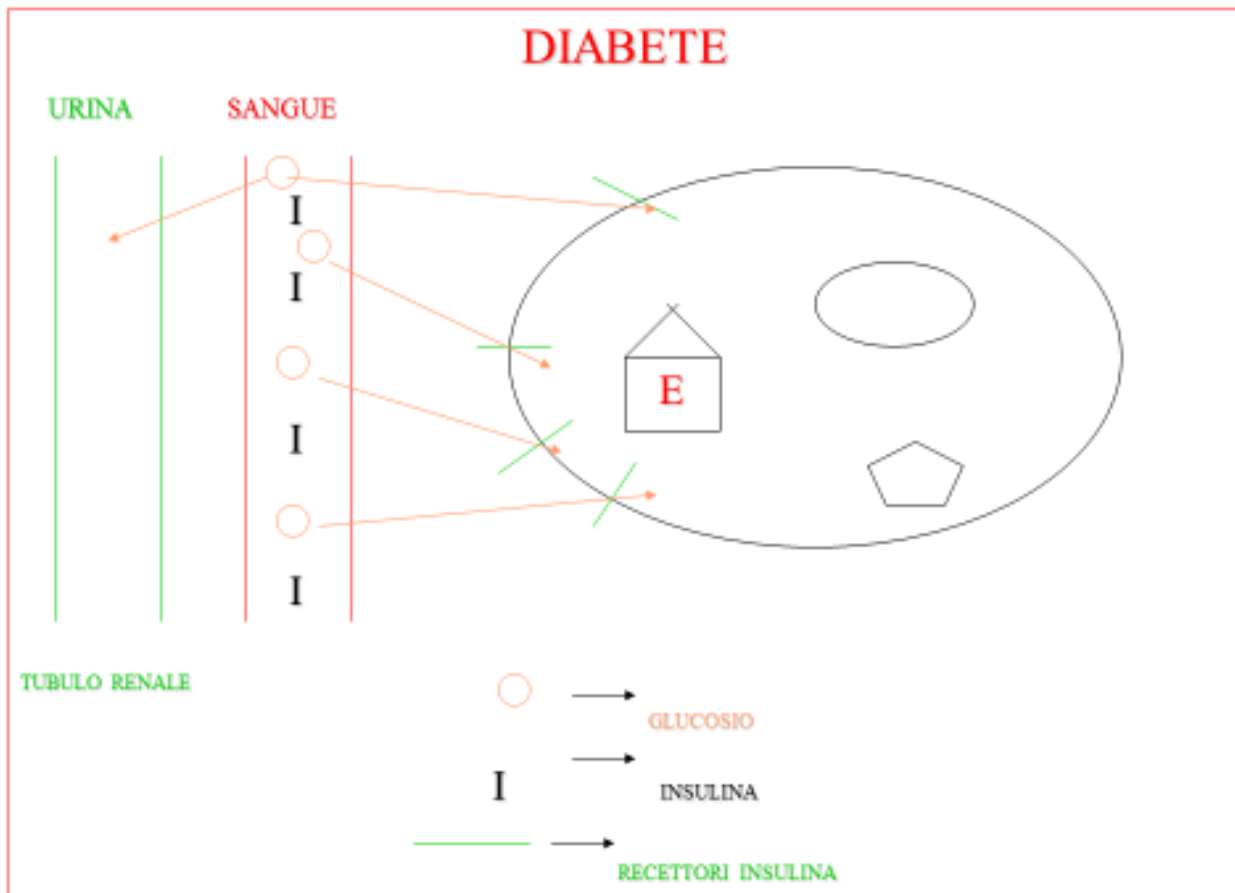 DIABETE
URINA SANGUE
I
I
E
I
I
TUBULO RENALE
GLUCOSIO
I INSULINA
RECETTORI INSULINA